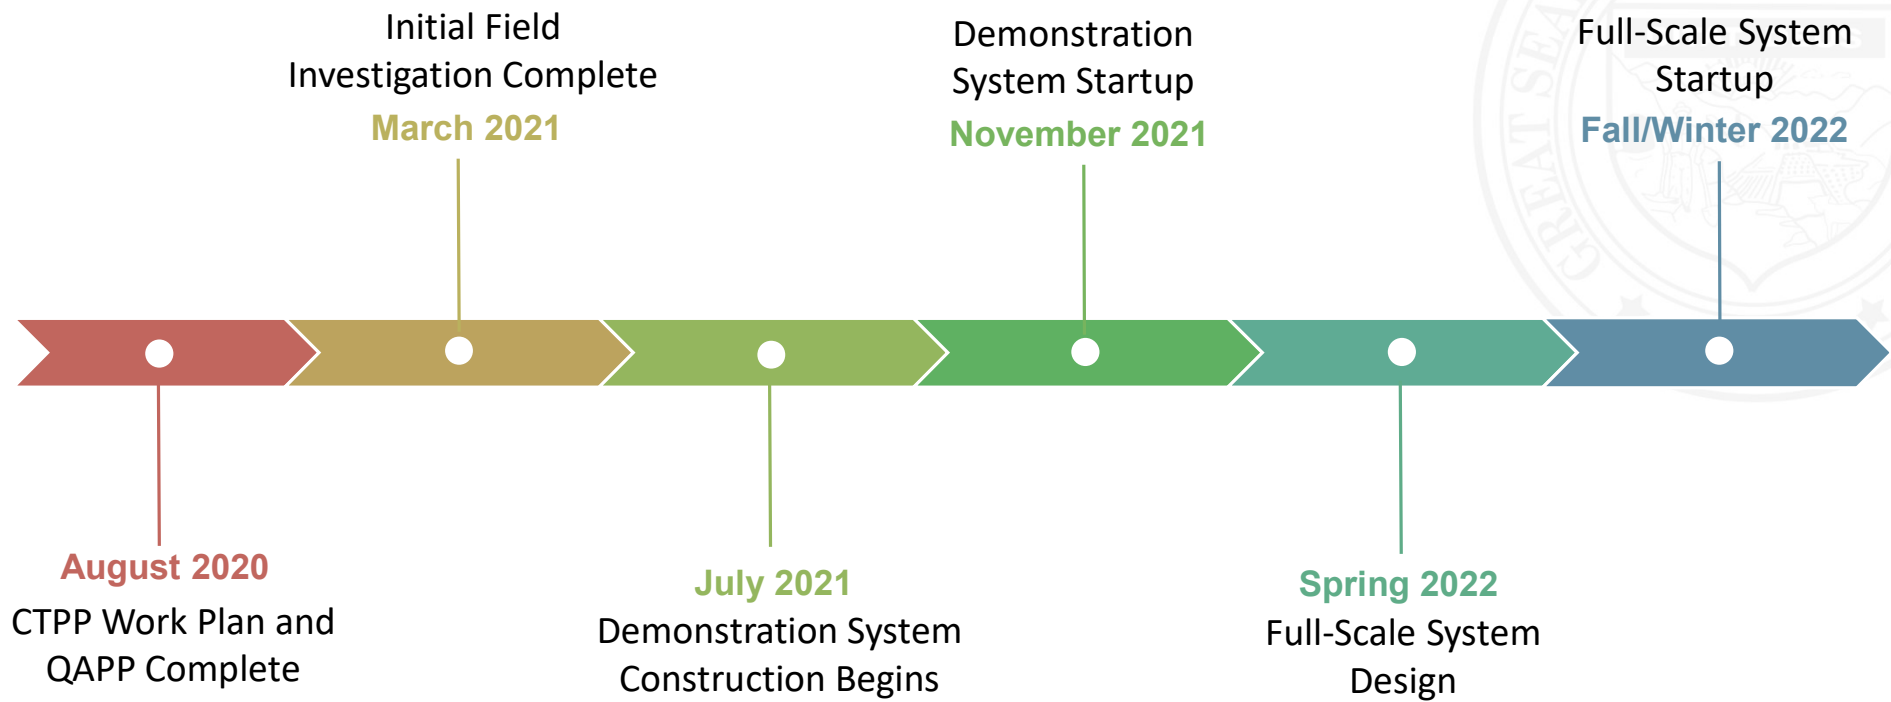 Initial Field
Investigation Complete
March 2021
Demonstration
System Startup
November 2021
Full-Scale System
Startup
Fall/Winter 2022
GREAT SEA
August 2020
CTPP Work Plan and
QAPP Complete
July 2021
Demonstration System
Construction Begins
Spring 2022
Full-Scale System
Design